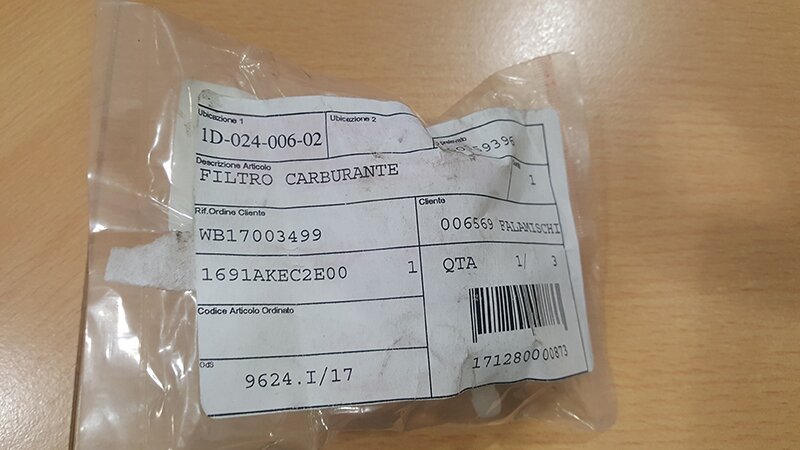 Ubicazione 1
Ubicazione 2
1D-024-006-02
59396
Descrizione Articolo
FILTRO CARBURANTE
1
Rif.Ordine Cliente
Cliente
WB17003499
006569 FALAMISCHI
1691AKEC2E00 1
QTA 1/ 3
Codice Articolo Ordinato
171280000873
OdS
9624.I/17